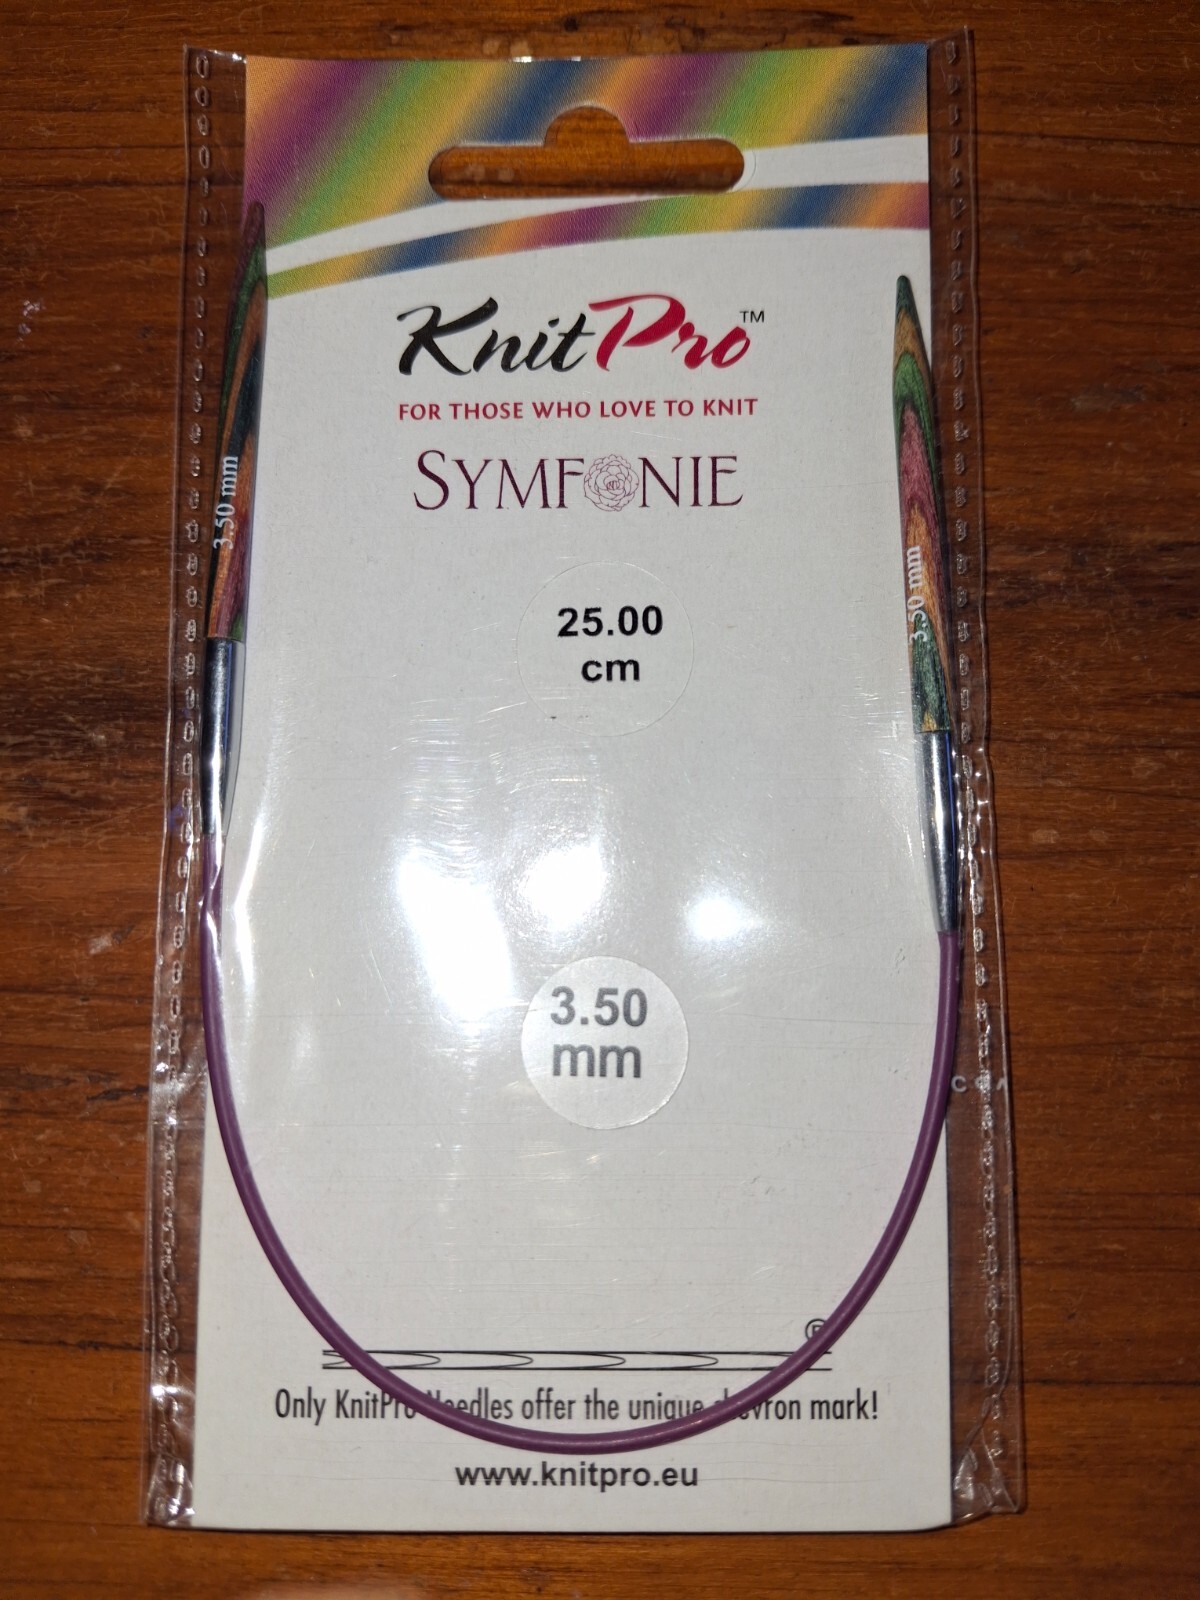 KnitPro™
FOR THOSE WHO LOVE TO KNIT
SYMFONIE
25.00
cm
3.50 mm
3.50 mm
3.50
mm
®
Only KnitPro Needles offer the unique chevron mark!
www.knitpro.eu